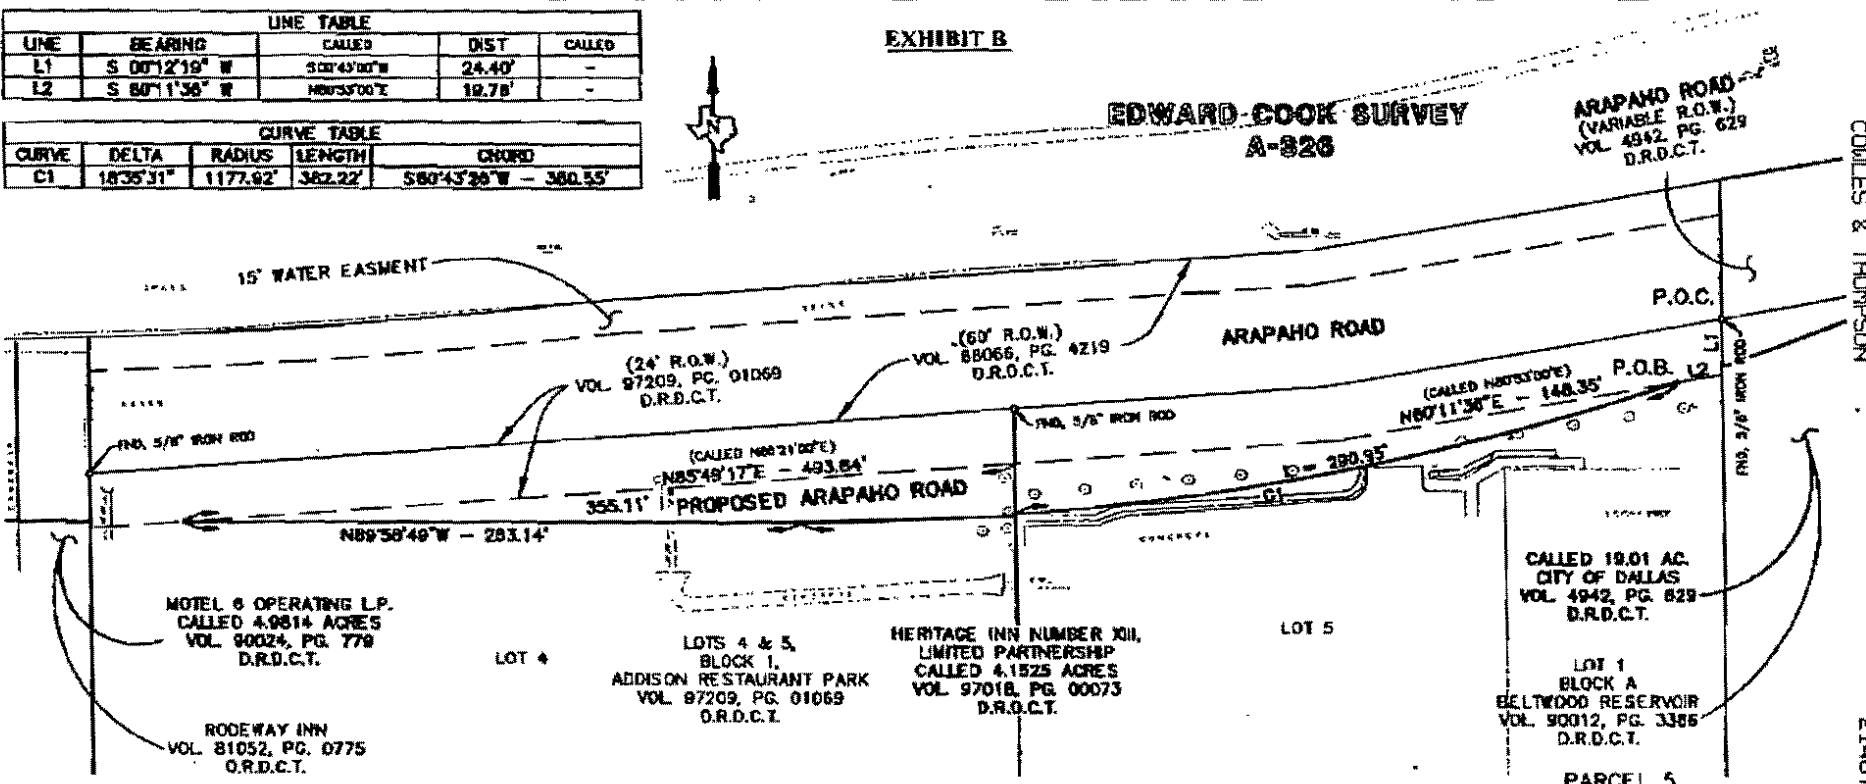 LINE TABLE
LINE BEARING CALLED DIST CALLED
L1 S 00°12'19" W S00°43'00"W 24.40' -
L2 S 80°11'36" W N80°53'00"E 19.78' -
CURVE TABLE
CURVE DELTA RADIUS LENGTH CHORD
C1 18°35'31" 1177.92' 382.22' S80°43'26"W - 380.55'
EXHIBIT B
N
EDWARD COOK SURVEY
A-326
ARAPAHO ROAD
(VARIABLE R.O.W.)
VOL. 4942, PG. 629
D.R.D.C.T.
COWLES & THOMPSON
15' WATER EASMENT
(24' R.O.W.)
VOL. 97209, PG. 01069
D.R.D.C.T.
(60' R.O.W.)
VOL. 88066, PG. 4219
D.R.D.C.T.
ARAPAHO ROAD
P.O.C.
L1
P.O.B.
L2
FND. 5/8" IRON ROD
FND. 5/8" IRON ROD
FND. 5/8" IRON ROD
(CALLED N80°53'00"E)
N80°11'36"E - 148.35'
(CALLED N86°21'00"E)
N85°49'17"E - 493.64'
355.11'
PROPOSED ARAPAHO ROAD
L = 290.95'
C1
N89°58'49"W - 283.14'
CONCRETE
MOTEL 6 OPERATING L.P.
CALLED 4.9814 ACRES
VOL. 90024, PG. 779
D.R.D.C.T.
RODEWAY INN
VOL. 81052, PG. 0775
D.R.D.C.T.
LOT 4
LOTS 4 & 5,
BLOCK 1,
ADDISON RESTAURANT PARK
VOL. 97209, PG. 01069
D.R.D.C.T.
HERITAGE INN NUMBER XIII,
LIMITED PARTNERSHIP
CALLED 4.1525 ACRES
VOL. 97018, PG. 00073
D.R.D.C.T.
LOT 5
CALLED 19.01 AC.
CITY OF DALLAS
VOL. 4942, PG. 629
D.R.D.C.T.
LOT 1
BLOCK A
BELTWOOD RESERVOIR
VOL. 90012, PG. 3386
D.R.D.C.T.
PARCEL 5